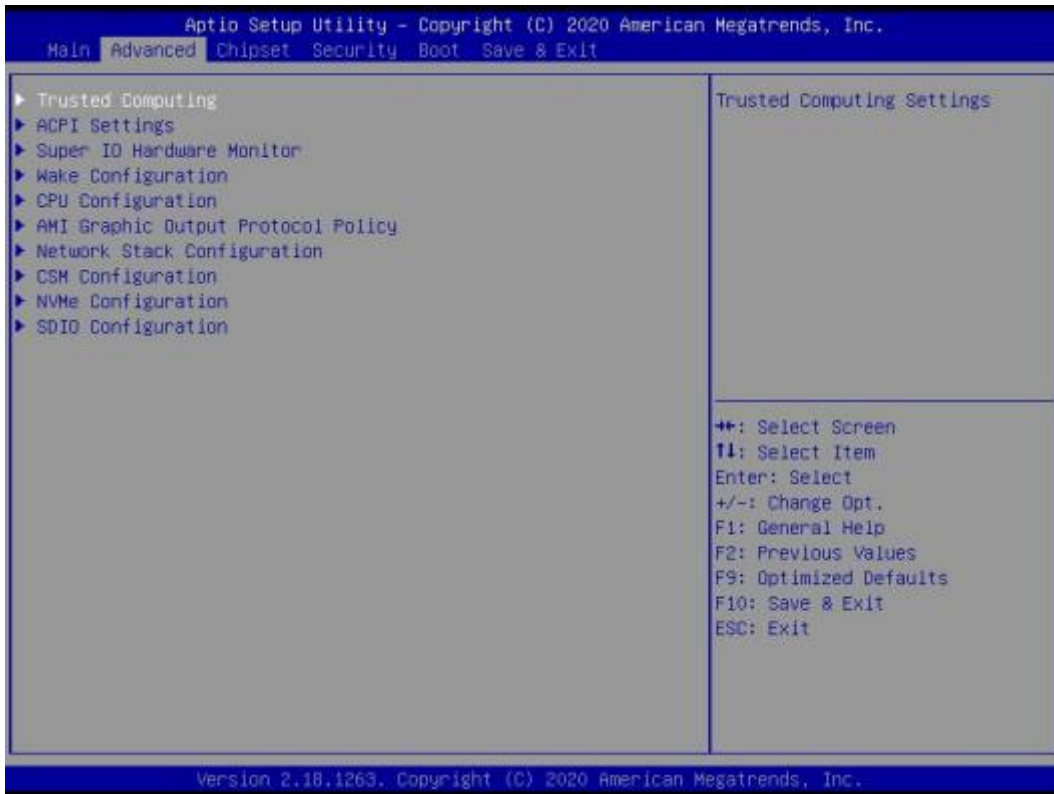 Aptio Setup Utility – Copyright (C) 2020 American Megatrends, Inc.
Main Advanced Chipset Security Boot Save & Exit
▶ Trusted Computing
▶ ACPI Settings
▶ Super IO Hardware Monitor
▶ Wake Configuration
▶ CPU Configuration
▶ AMI Graphic Output Protocol Policy
▶ Network Stack Configuration
▶ CSM Configuration
▶ NVMe Configuration
▶ SDIO Configuration
Trusted Computing Settings
→←: Select Screen
↑↓: Select Item
Enter: Select
+/-: Change Opt.
F1: General Help
F2: Previous Values
F9: Optimized Defaults
F10: Save & Exit
ESC: Exit
Version 2.18.1263. Copyright (C) 2020 American Megatrends, Inc.